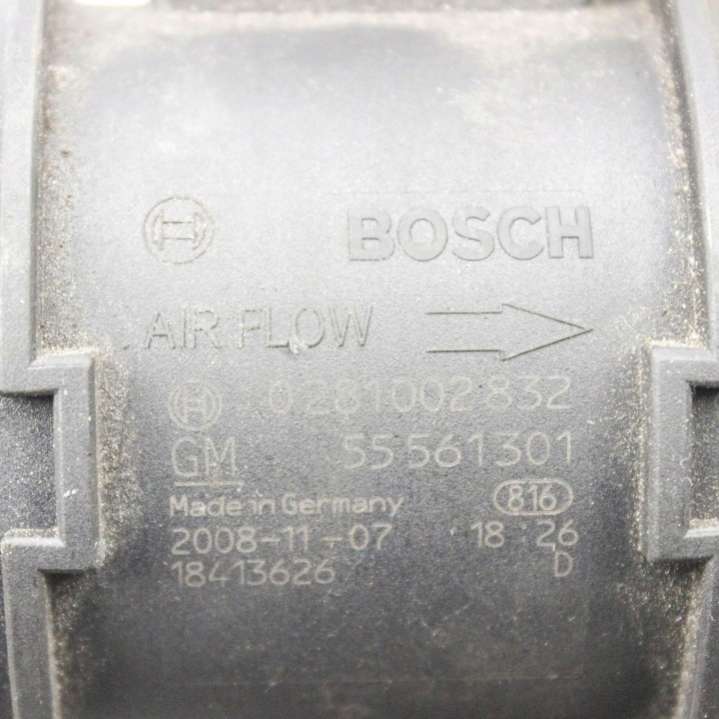 BOSCH
AIR FLOW
0 281 002 832
GM 55 561 301
Made in Germany 816
2008-11-07 18:26
18413626 D